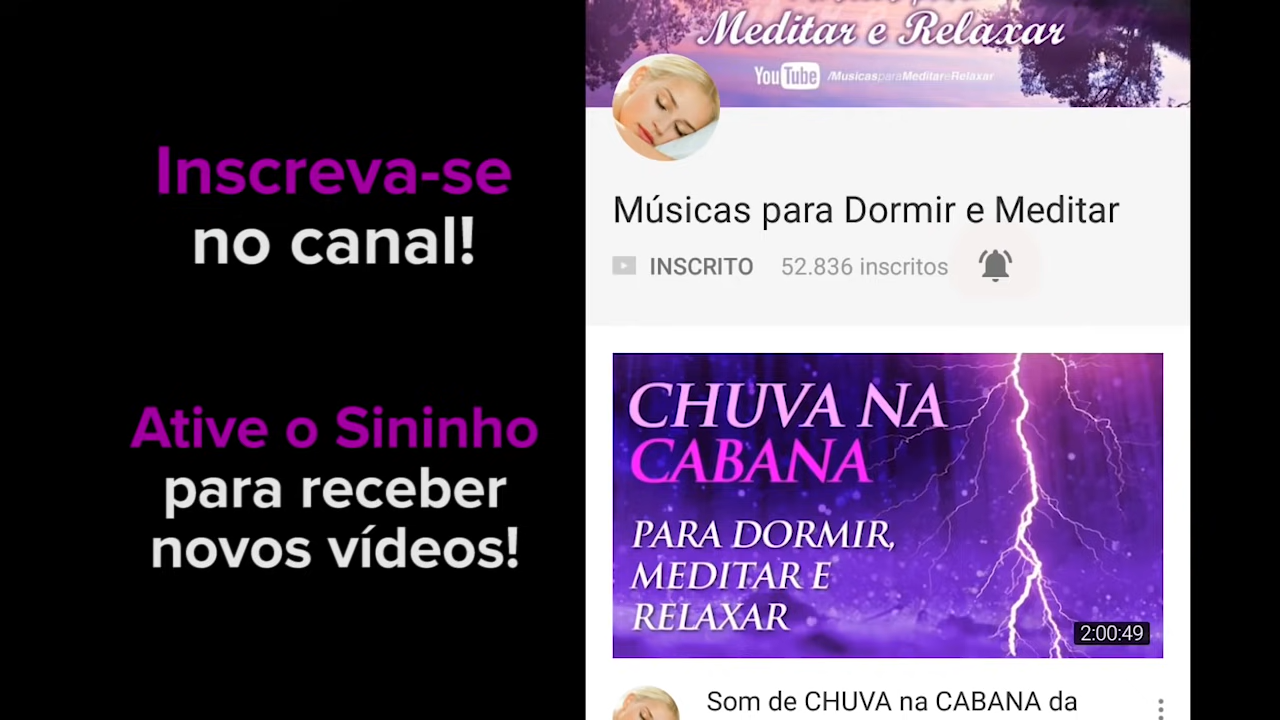 Inscreva-se
no canal!
Ative o Sininho
para receber
novos vídeos!
Meditar e Relaxar
YouTube /MusicasparaMeditareRelaxar
Músicas para Dormir e Meditar
INSCRITO 52.836 inscritos
CHUVA NA
CABANA
PARA DORMIR,
MEDITAR E
RELAXAR
2:00:49
Som de CHUVA na CABANA da